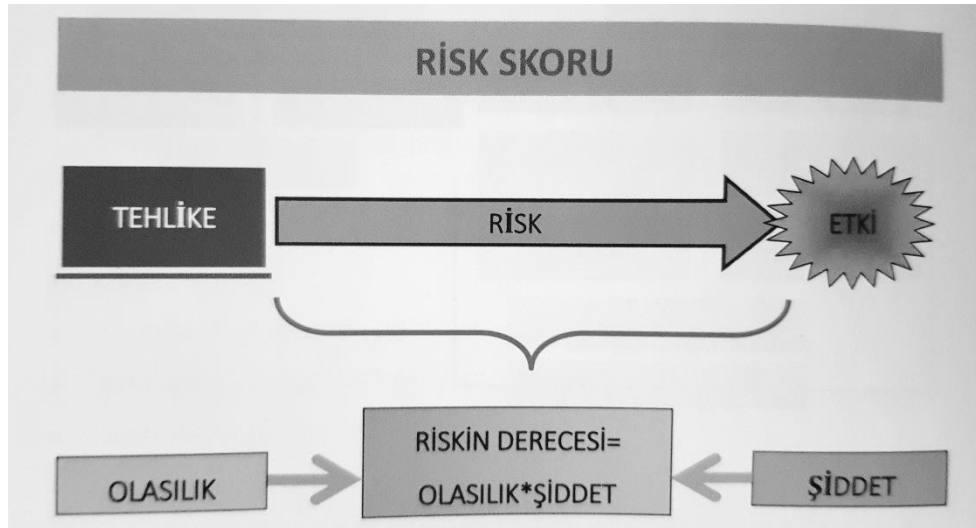 RİSK SKORU
TEHLİKE
RİSK
ETKİ
RİSKİN DERECESİ=
OLASILIK*ŞİDDET
OLASILIK
ŞİDDET